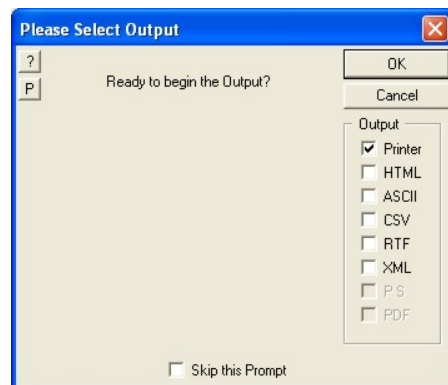 Please Select Output
?
P
Ready to begin the Output?
OK
Cancel
Output
Printer
HTML
ASCII
CSV
RTF
XML
PS
PDF
Skip this Prompt